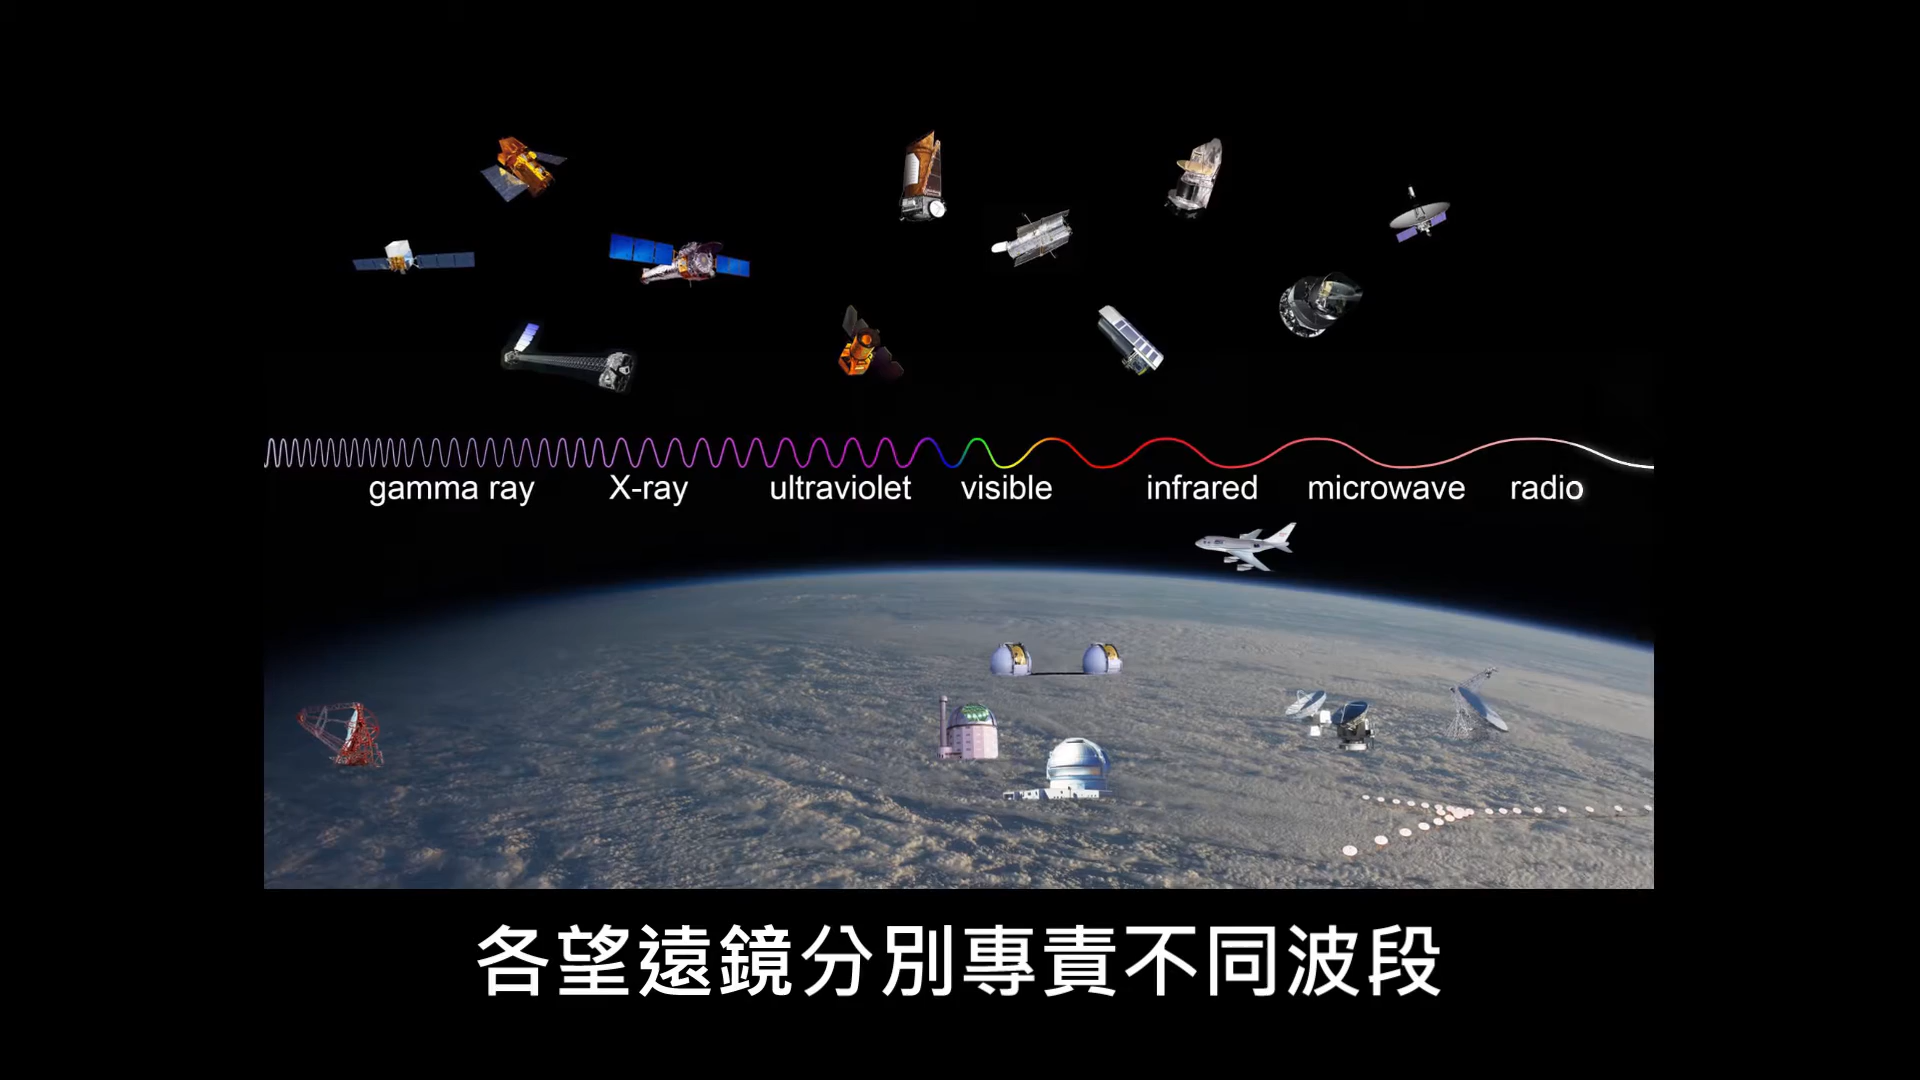 gamma ray X-ray ultraviolet visible infrared microwave radio
各望遠鏡分別專責不同波段